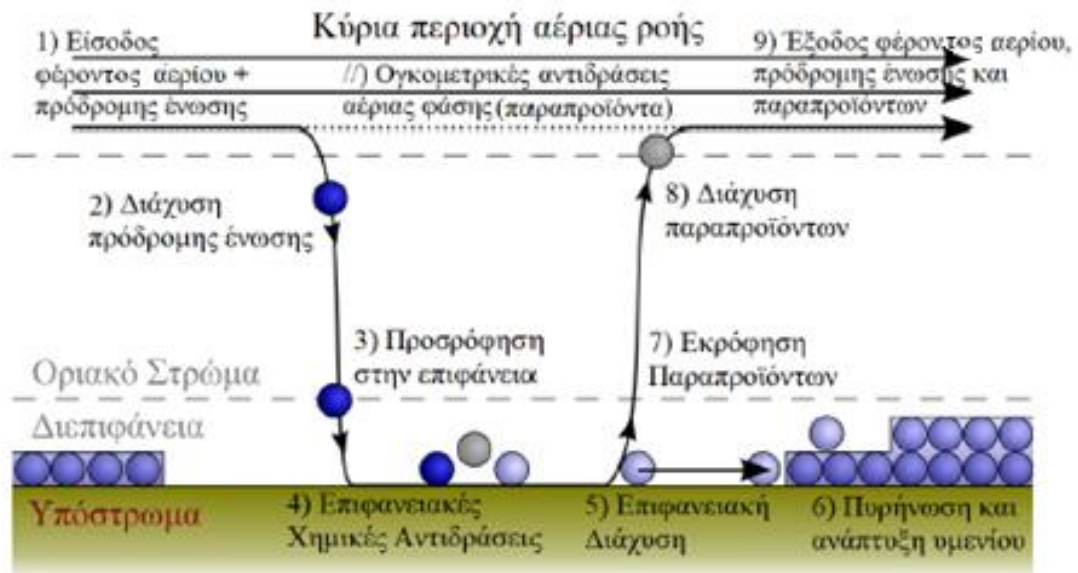 Κύρια περιοχή αέριας ροής
1) Είσοδος
φέροντος αερίου +
πρόδρομης ένωσης
//) Ογκομετρικές αντιδράσεις
αέριας φάσης (παραπροϊόντα)
9) Έξοδος φέροντος αερίου,
πρόδρομης ένωσης και
παραπροϊόντων
2) Διάχυση
πρόδρομης ένωσης
8) Διάχυση
παραπροϊόντων
3) Προσρόφηση
στην επιφάνεια
7) Εκρόφηση
Παραπροϊόντων
Οριακό Στρώμα
Διεπιφάνεια
Υπόστρωμα
4) Επιφανειακές
Χημικές Αντιδράσεις
5) Επιφανειακή
Διάχυση
6) Πυρήνωση και
ανάπτυξη υμενίου